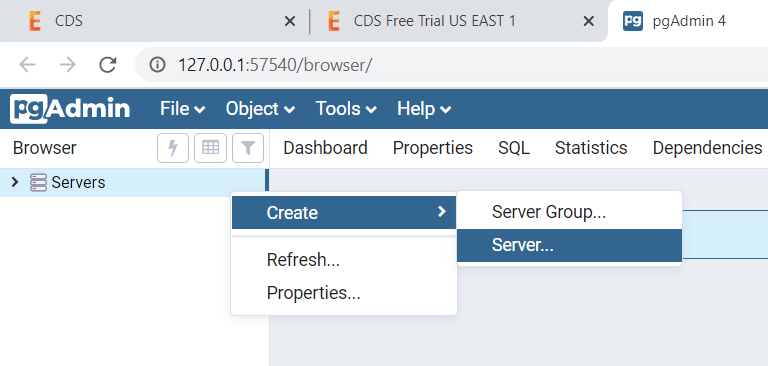 CDS
CDS Free Trial US EAST 1
pgAdmin 4
127.0.0.1:57540/browser/
pgAdmin File Object Tools Help
Browser Dashboard Properties SQL Statistics Dependencies
Servers
Create Server Group...
Server...
Refresh...
Properties...